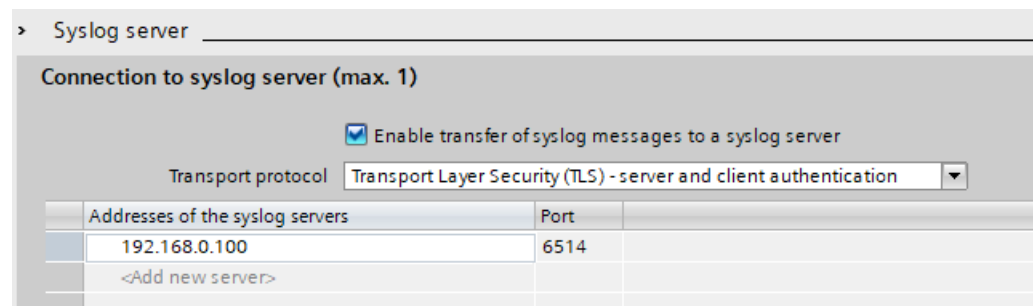 Syslog server
Connection to syslog server (max. 1)
Enable transfer of syslog messages to a syslog server
Transport protocol Transport Layer Security (TLS) - server and client authentication
Addresses of the syslog servers Port
192.168.0.100 6514
<Add new server>